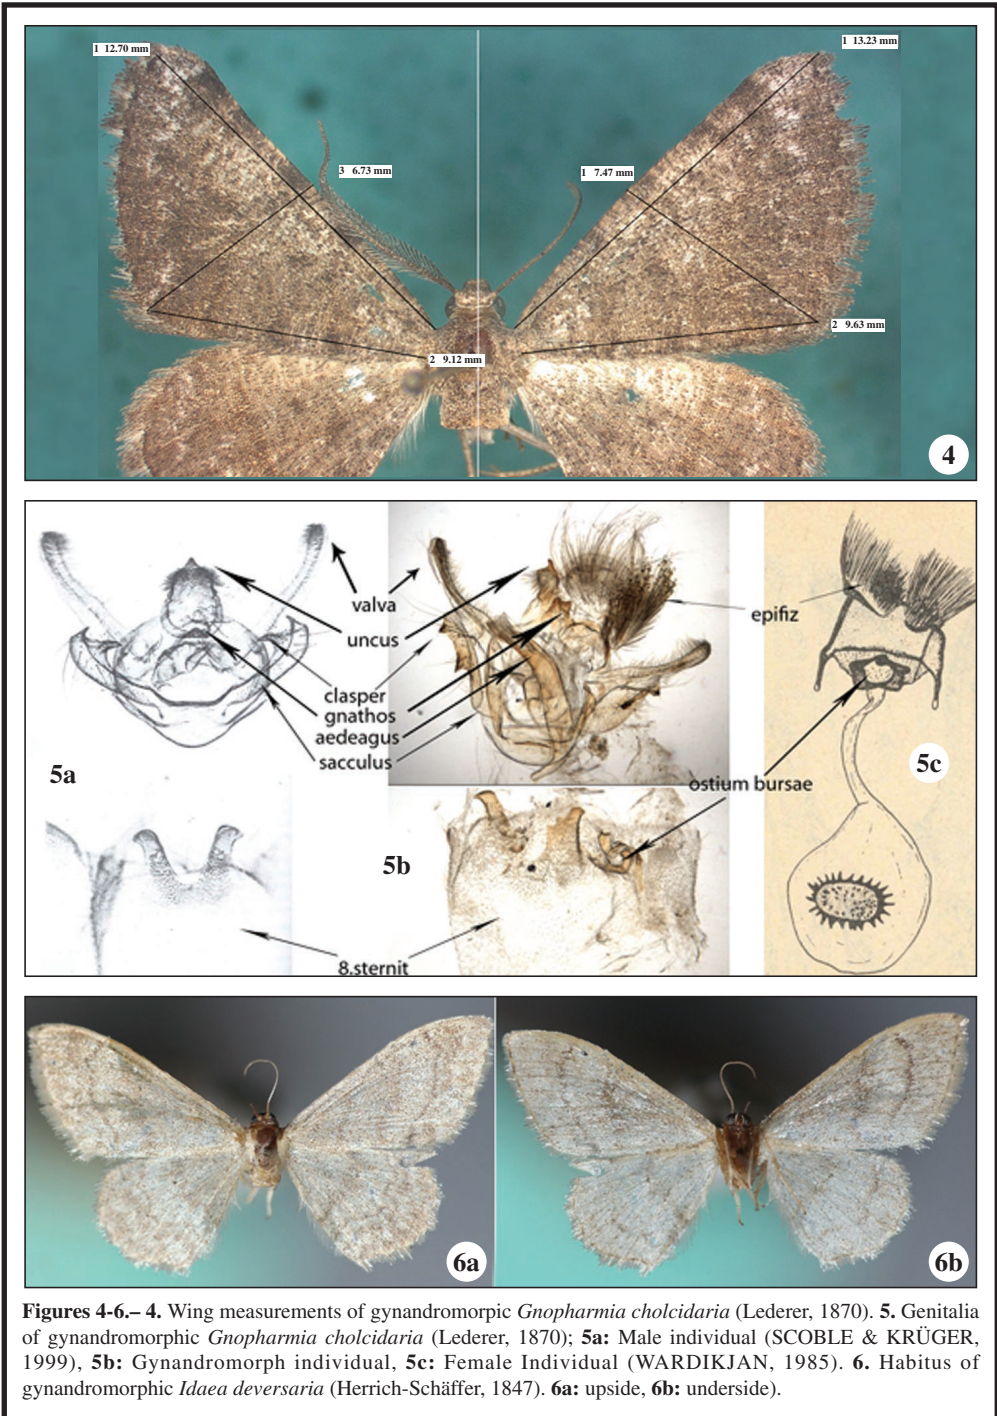 1 12.70 mm
1 13.23 mm
3 6.73 mm
1 7.47 mm
2 9.63 mm
2 9.12 mm
4
valva
uncus
epifiz
clasper
gnathos
aedeagus
sacculus
5a
5c
ostium bursae
5b
8.sternit
6a
6b
Figures 4-6.– 4. Wing measurements of gynandromorpic Gnopharmia cholcidaria (Lederer, 1870). 5. Genitalia
of gynandromorphic Gnopharmia cholcidaria (Lederer, 1870); 5a: Male individual (SCOBLE & KRÜGER,
1999), 5b: Gynandromorph individual, 5c: Female Individual (WARDIKJAN, 1985). 6. Habitus of
gynandromorphic Idaea deversaria (Herrich-Schäffer, 1847). 6a: upside, 6b: underside).